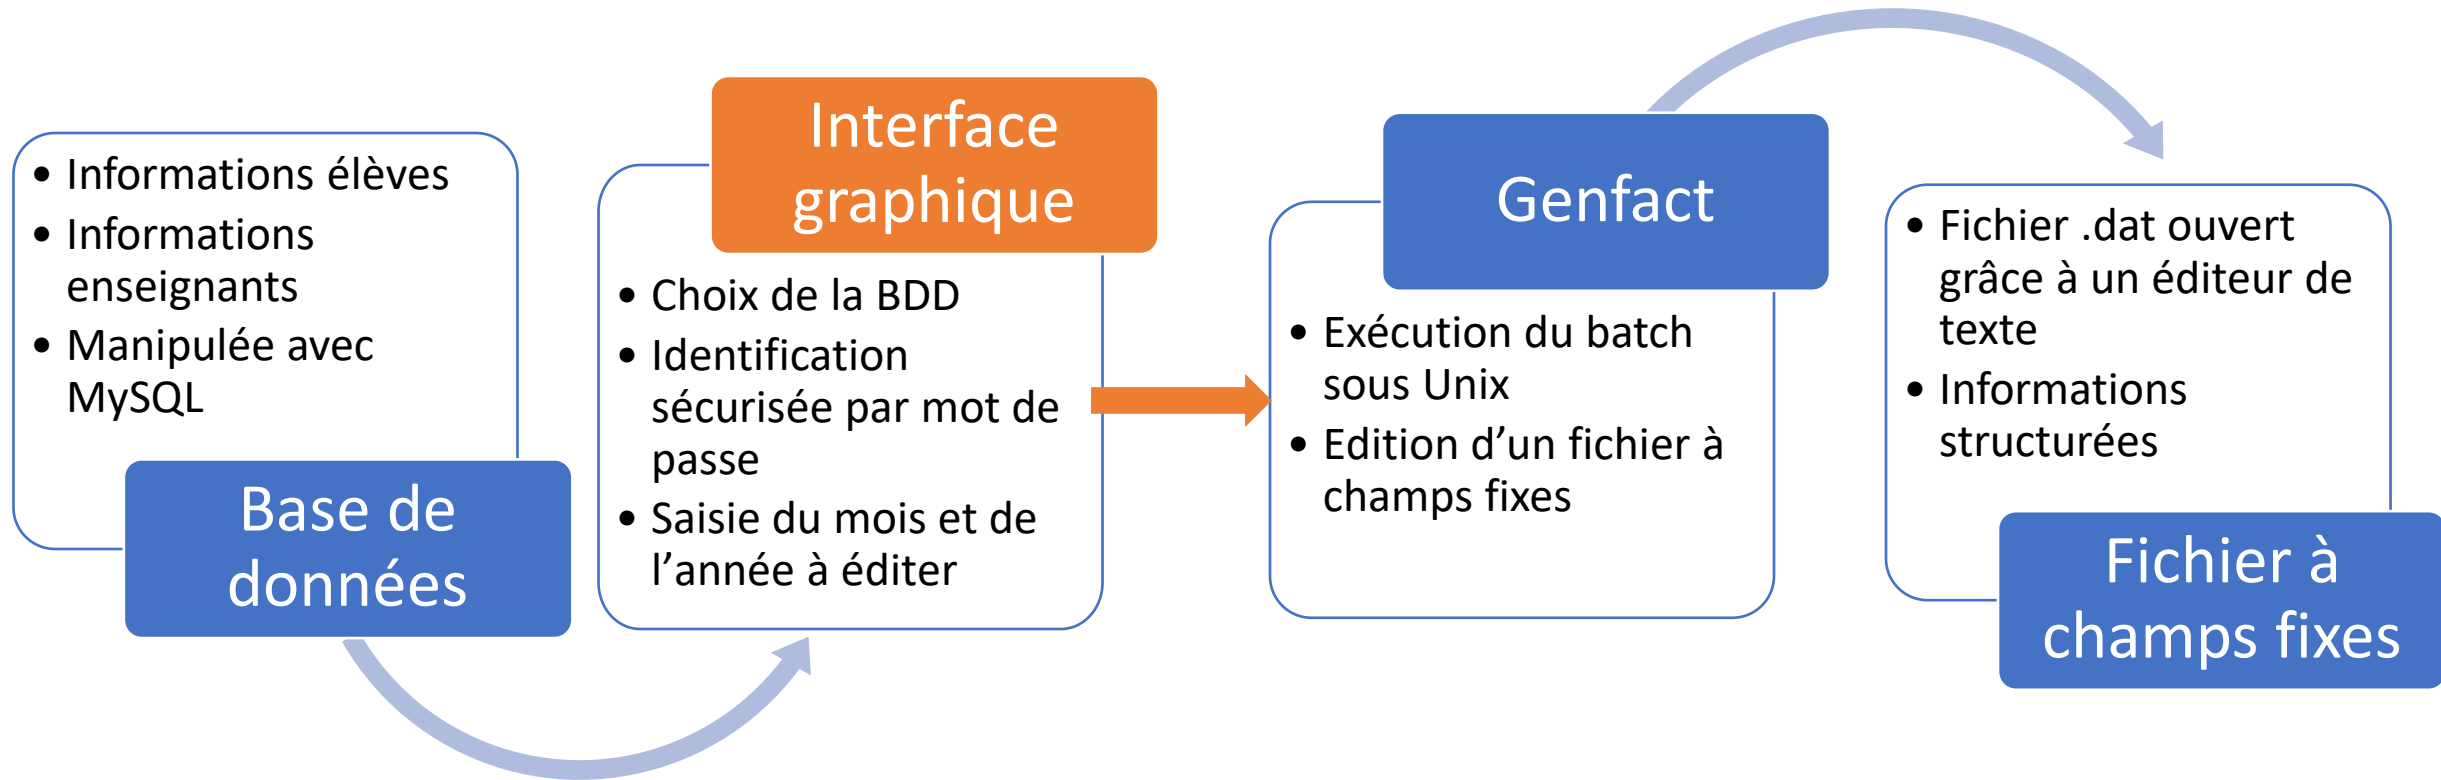 • Informations élèves
• Informations
enseignants
• Manipulée avec
MySQL
Base de
données
Interface
graphique
• Choix de la BDD
• Identification
sécurisée par mot de
passe
• Saisie du mois et de
l’année à éditer
Genfact
• Exécution du batch
sous Unix
• Edition d’un fichier à
champs fixes
• Fichier .dat ouvert
grâce à un éditeur de
texte
• Informations
structurées
Fichier à
champs fixes